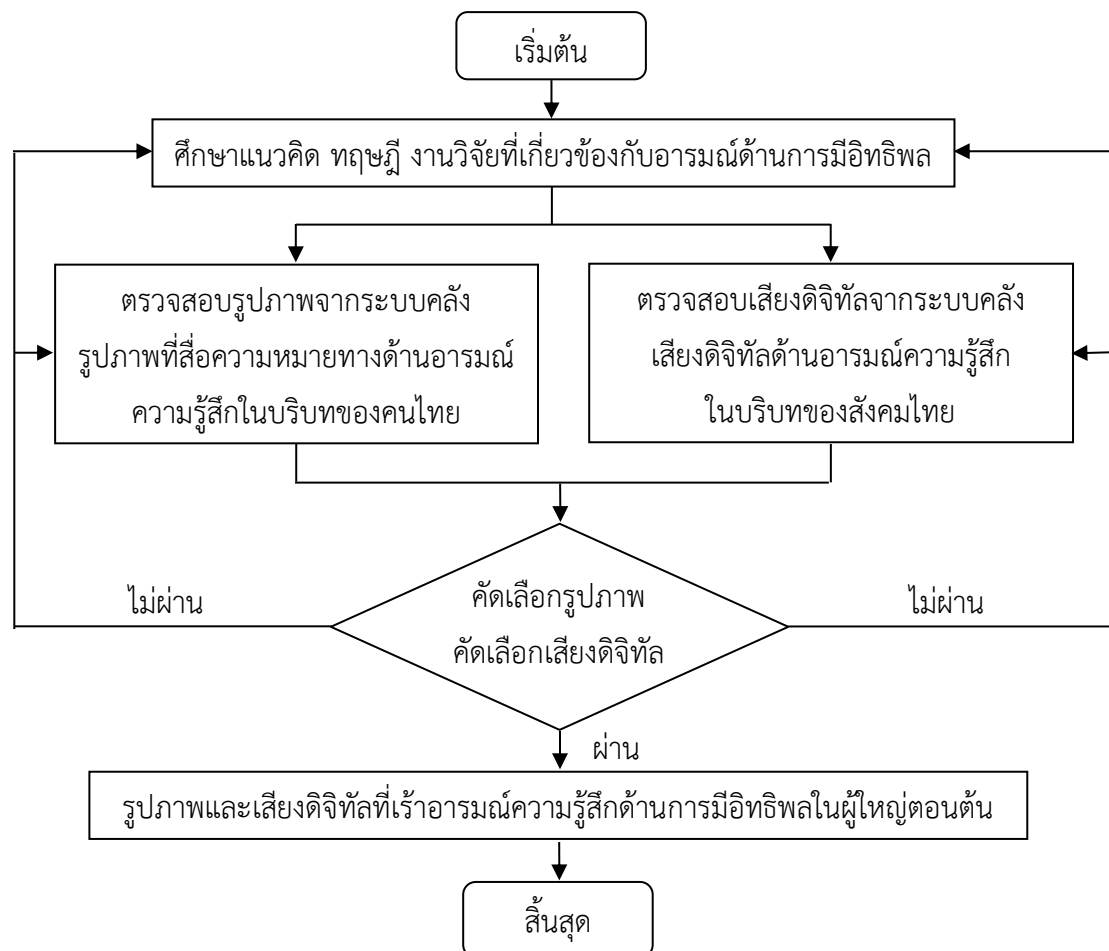 เริ่มต้น
ศึกษาแนวคิด ทฤษฎี งานวิจัยที่เกี่ยวข้องกับอารมณ์ด้านการมีอิทธิพล
ตรวจสอบรูปภาพจากระบบคลัง
รูปภาพที่สื่อความหมายทางด้านอารมณ์
ความรู้สึกในบริบทของคนไทย
ตรวจสอบเสียงดิจิทัลจากระบบคลัง
เสียงดิจิทัลด้านอารมณ์ความรู้สึก
ในบริบทของสังคมไทย
ไม่ผ่าน
คัดเลือกรูปภาพ
คัดเลือกเสียงดิจิทัล
ไม่ผ่าน
ผ่าน
รูปภาพและเสียงดิจิทัลที่เร้าอารมณ์ความรู้สึกด้านการมีอิทธิพลในผู้ใหญ่ตอนต้น
สิ้นสุด